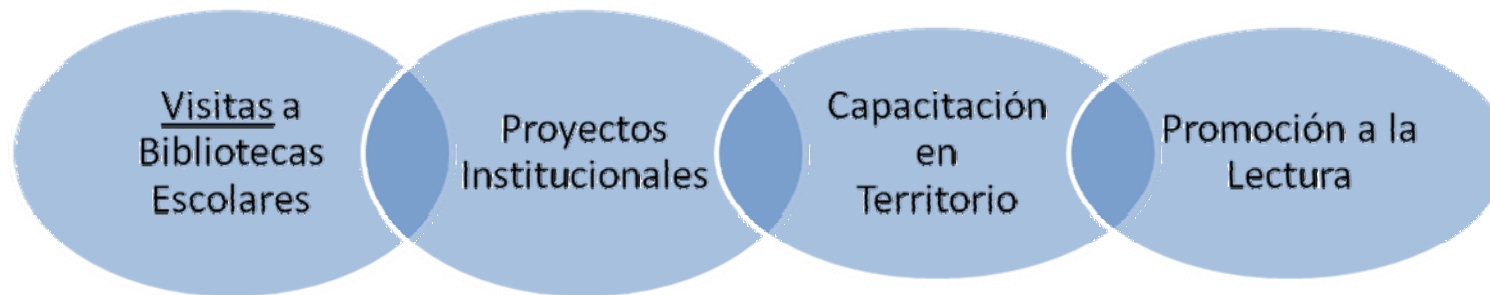 Visitas a
Bibliotecas
Escolares
Proyectos
Institucionales
Capacitación
en
Territorio
Promoción a la
Lectura